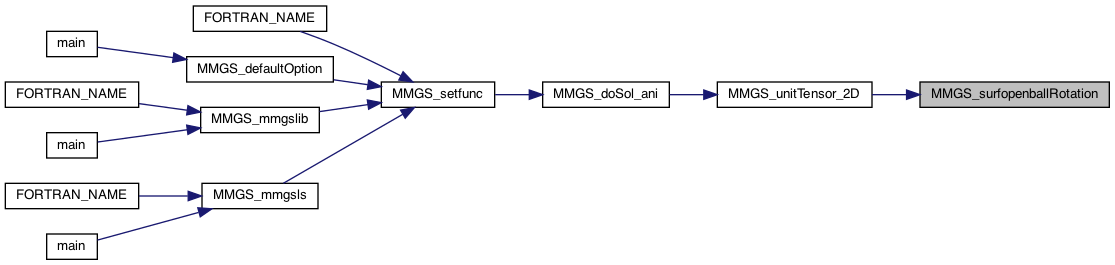 FORTRAN_NAME
main
MMGS_defaultOption
FORTRAN_NAME
MMGS_setfunc
MMGS_doSol_ani
MMGS_unitTensor_2D
MMGS_surfopenballRotation
MMGS_mmgslib
main
FORTRAN_NAME
MMGS_mmgsls
main